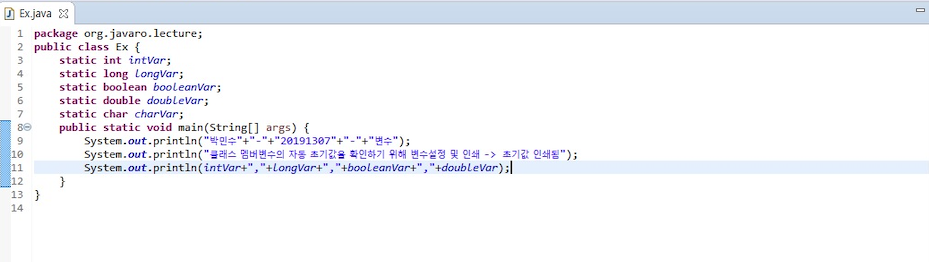 Ex.java
1 package org.javaro.lecture;
2 public class Ex {
3 static int intVar;
4 static long longVar;
5 static boolean booleanVar;
6 static double doubleVar;
7 static char charVar;
8 public static void main(String[] args) {
9 System.out.println("박민수"+"-"+"20191307"+"-"+"변수");
10 System.out.println("클래스 멤버변수의 자동 초기값을 확인하기 위해 변수설정 및 인쇄 -> 초기값 인쇄됨");
11 System.out.println(intVar+","+longVar+","+booleanVar+","+doubleVar);
12 }
13 }
14